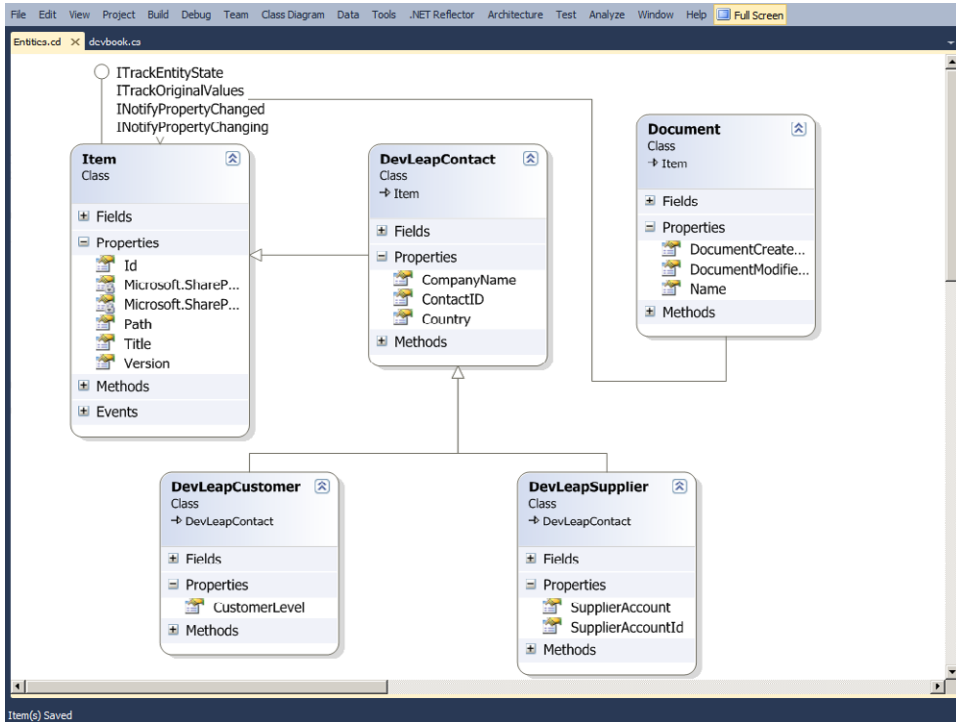 File Edit View Project Build Debug Team Class Diagram Data Tools .NET Reflector Architecture Test Analyze Window Help Full Screen
Entities.cd devbook.cs
ITrackEntityState
ITrackOriginalValues
INotifyPropertyChanged
INotifyPropertyChanging
Item
Class
Fields
Properties
Id
Microsoft.ShareP...
Microsoft.ShareP...
Path
Title
Version
Methods
Events
DevLeapContact
Class
Item
Fields
Properties
CompanyName
ContactID
Country
Methods
Document
Class
Item
Fields
Properties
DocumentCreate...
DocumentModifie...
Name
Methods
DevLeapCustomer
Class
DevLeapContact
Fields
Properties
CustomerLevel
Methods
DevLeapSupplier
Class
DevLeapContact
Fields
Properties
SupplierAccount
SupplierAccountId
Methods
Item(s) Saved